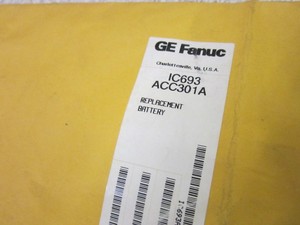 GE Fanuc
Charlottesville, Va, U.S.A.
IC693
ACC301A
REPLACEMENT
BATTERY